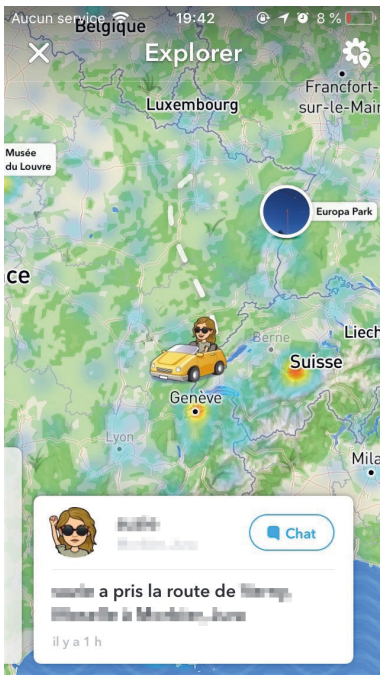 Aucun service 19:42 8 %
Belgique
Explorer
Francfort-
sur-le-Main
Luxembourg
Musée
du Louvre
Europa Park
ce
Berne
Liech
Suisse
Genève
Lyon
Mila
Chat
a pris la route de
il y a 1 h